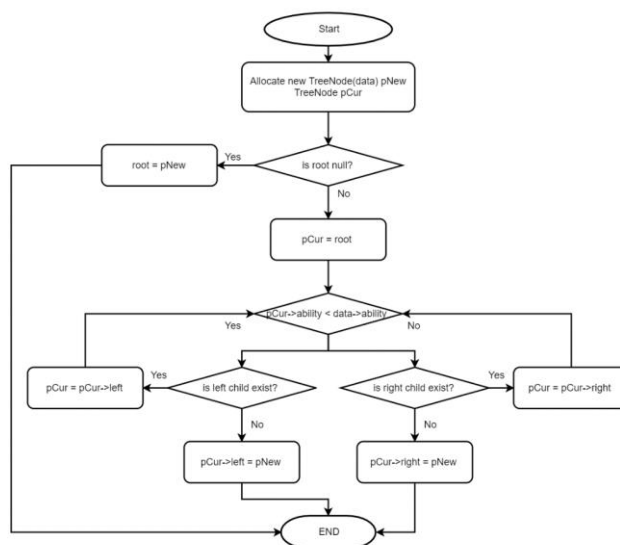 Start
Allocate new TreeNode(data) pNew
TreeNode pCur
is root null?
Yes
root = pNew
No
pCur = root
pCur->ability < data->ability
Yes
No
is left child exist?
Yes
pCur = pCur->left
is right child exist?
Yes
pCur = pCur->right
No
No
pCur->left = pNew
pCur->right = pNew
END